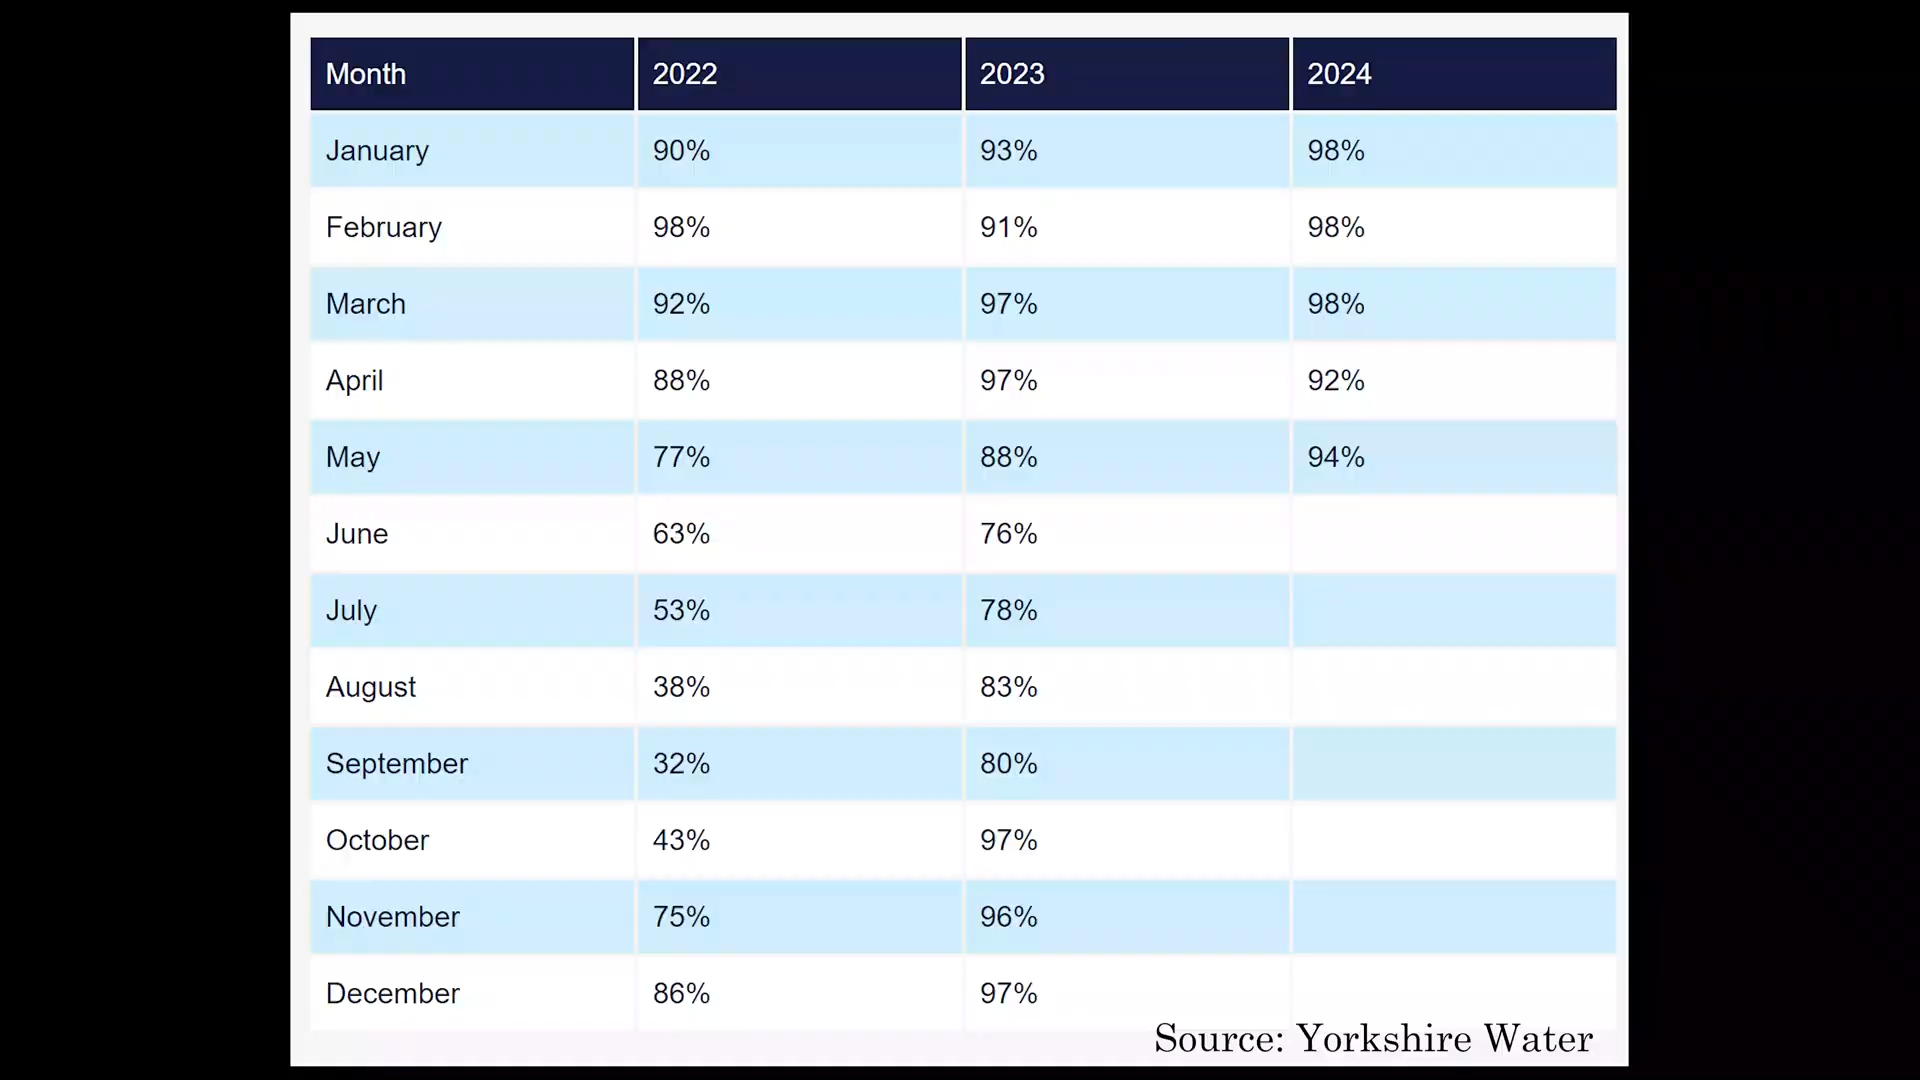 Month 2022 2023 2024
January 90% 93% 98%
February 98% 91% 98%
March 92% 97% 98%
April 88% 97% 92%
May 77% 88% 94%
June 63% 76%
July 53% 78%
August 38% 83%
September 32% 80%
October 43% 97%
November 75% 96%
December 86% 97%
Source: Yorkshire Water